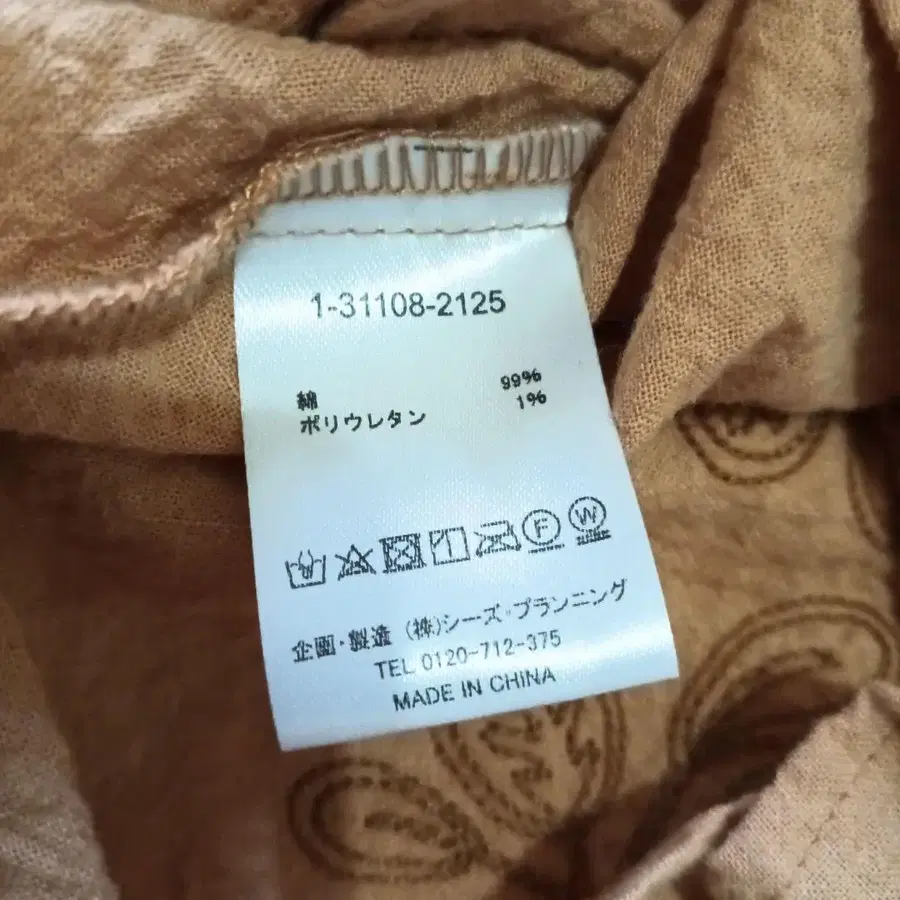 1-31108-2125
綿 99%
ポリウレタン 1%
F W
企画・製造 (株)シーズ・プランニング
TEL 0120-712-375
MADE IN CHINA